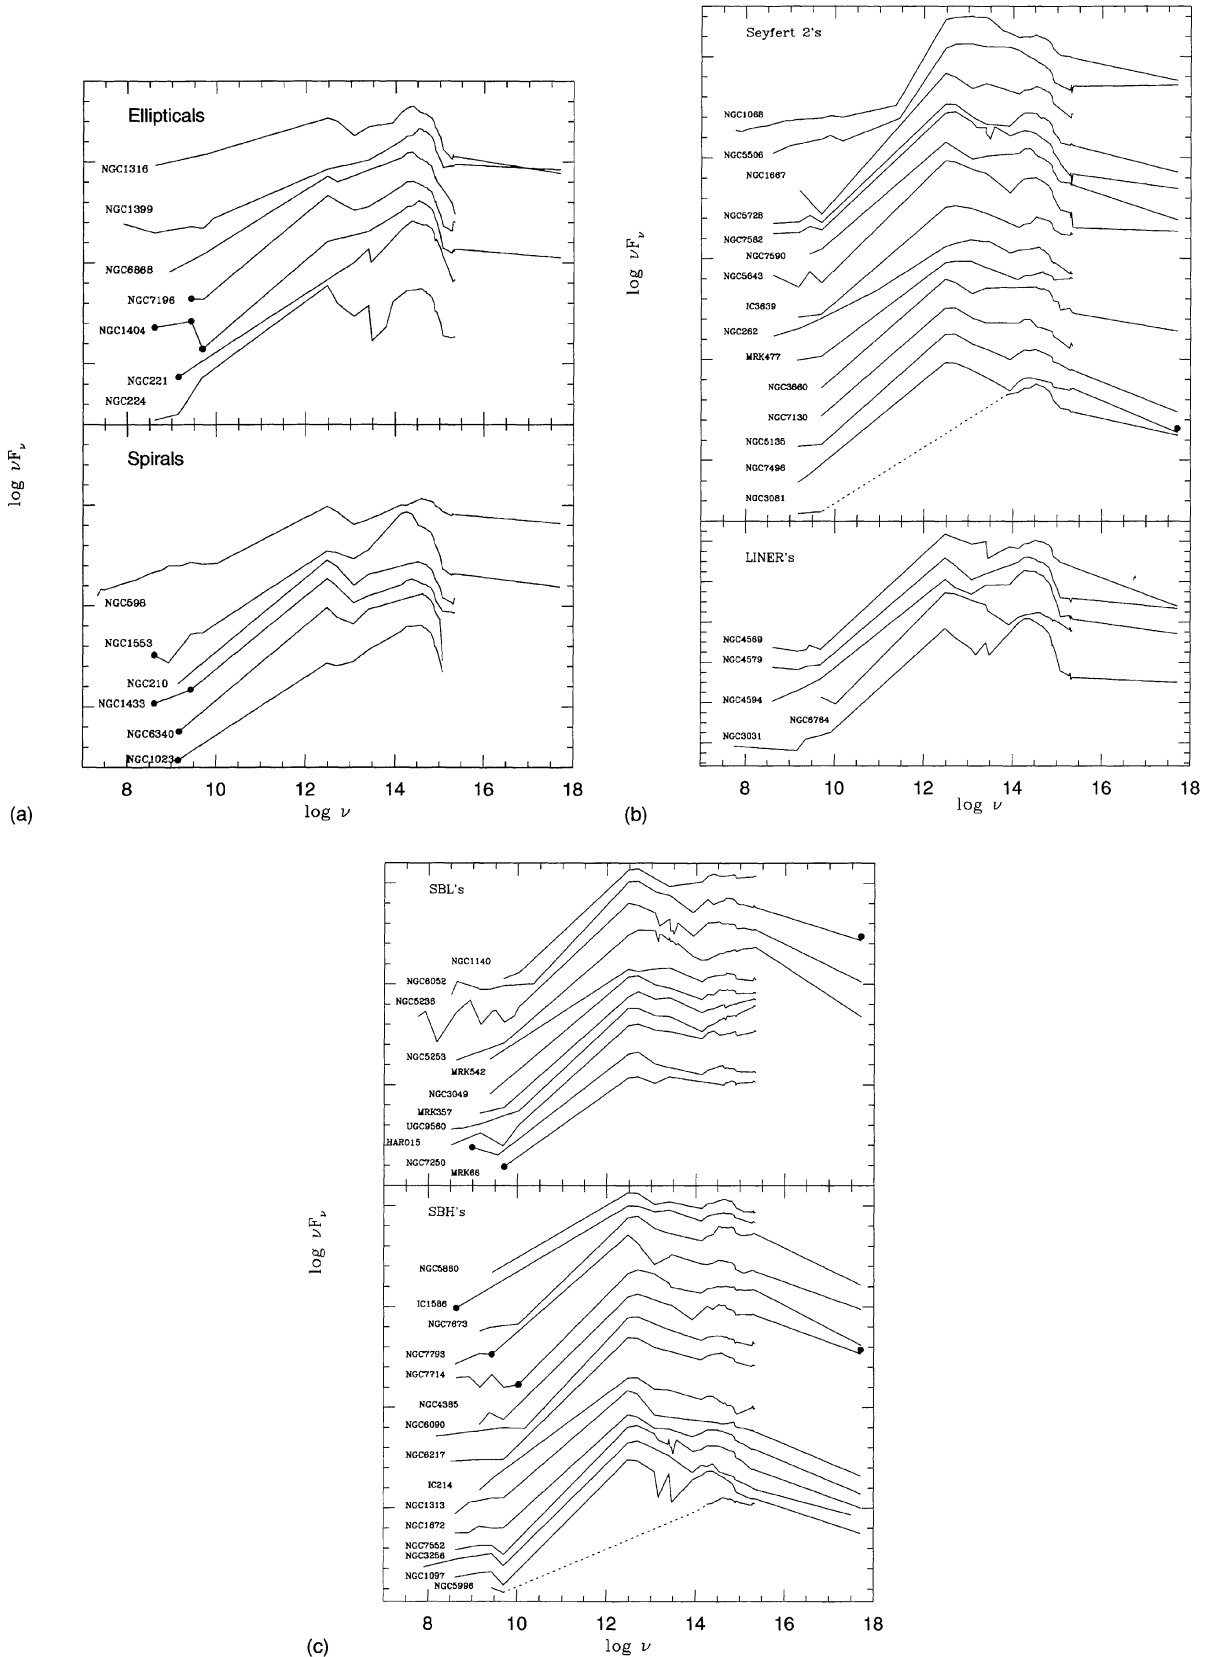 Ellipticals
NGC1316
NGC1399
NGC6868
NGC7196
NGC1404
NGC221
NGC224
Spirals
NGC598
NGC1553
NGC210
NGC1433
NGC6340
NGC1023
log νFν
8 10 12 14 16 18
log ν
(a)
Seyfert 2's
NGC1068
NGC5506
NGC1667
NGC5728
NGC7582
NGC7590
NGC5643
IC3639
NGC262
MRK477
NGC3660
NGC7130
NGC5135
NGC7496
NGC3081
LINER's
NGC4569
NGC4579
NGC4594
NGC6764
NGC3031
log νFν
8 10 12 14 16 18
log ν
(b)
SBL's
NGC1140
NGC6052
NGC5236
NGC5253
MRK542
NGC3049
MRK357
UGC9560
HARO15
NGC7250
MRK66
SBH's
NGC5860
IC1586
NGC7673
NGC7793
NGC7714
NGC4385
NGC6090
NGC6217
IC214
NGC1313
NGC1672
NGC7552
NGC3256
NGC1097
NGC5996
log νFν
8 10 12 14 16 18
log ν
(c)